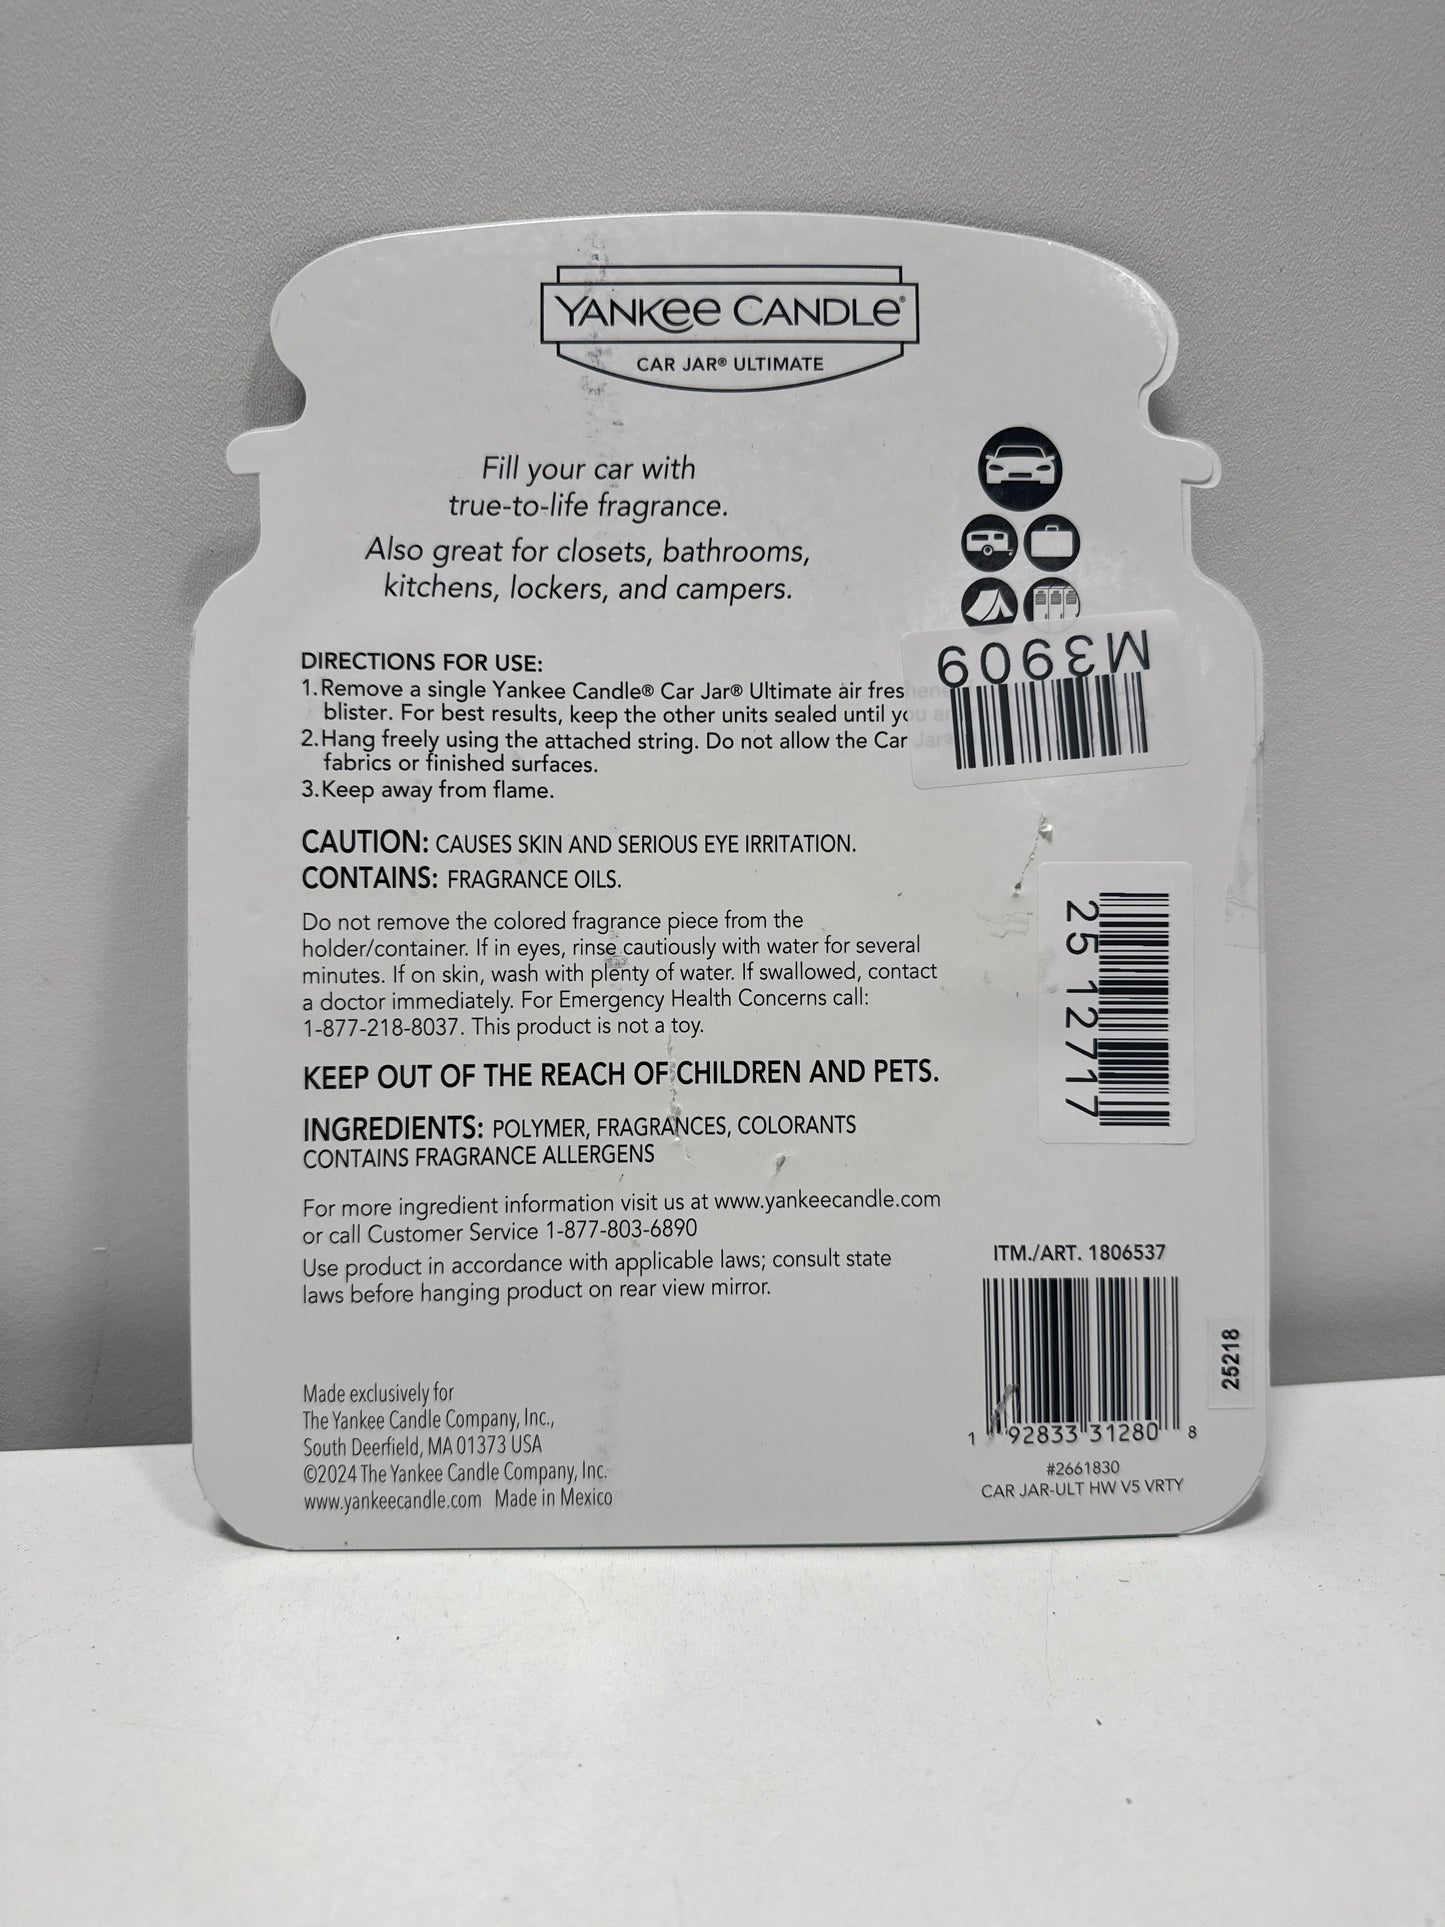 YANKEE CANDLE®
CAR JAR® ULTIMATE
Fill your car with
true-to-life fragrance.
Also great for closets, bathrooms,
kitchens, lockers, and campers.
M3909
DIRECTIONS FOR USE:
1. Remove a single Yankee Candle® Car Jar® Ultimate air fres
blister. For best results, keep the other units sealed until you
2. Hang freely using the attached string. Do not allow the Car Jar®
fabrics or finished surfaces.
3. Keep away from flame.
CAUTION: CAUSES SKIN AND SERIOUS EYE IRRITATION.
CONTAINS: FRAGRANCE OILS.
25 12717
Do not remove the colored fragrance piece from the
holder/container. If in eyes, rinse cautiously with water for several
minutes. If on skin, wash with plenty of water. If swallowed, contact
a doctor immediately. For Emergency Health Concerns call:
1-877-218-8037. This product is not a toy.
KEEP OUT OF THE REACH OF CHILDREN AND PETS.
INGREDIENTS: POLYMER, FRAGRANCES, COLORANTS
CONTAINS FRAGRANCE ALLERGENS
For more ingredient information visit us at www.yankeecandle.com
or call Customer Service 1-877-803-6890
Use product in accordance with applicable laws; consult state
laws before hanging product on rear view mirror.
ITM./ART. 1806537
25218
1 92833 31280 8
#2661830
CAR JAR-ULT HW V5 VRTY
Made exclusively for
The Yankee Candle Company, Inc.,
South Deerfield, MA 01373 USA
©2024 The Yankee Candle Company, Inc.
www.yankeecandle.com Made in Mexico